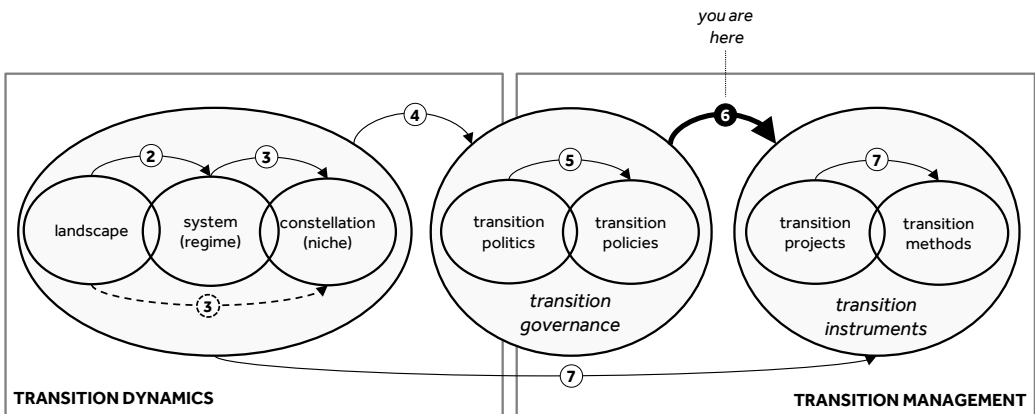 you are
here
4
6
2
3
5
7
landscape
system
(regime)
constellation
(niche)
transition
politics
transition
policies
transition
projects
transition
methods
3
transition
governance
transition
instruments
7
TRANSITION DYNAMICS
TRANSITION MANAGEMENT